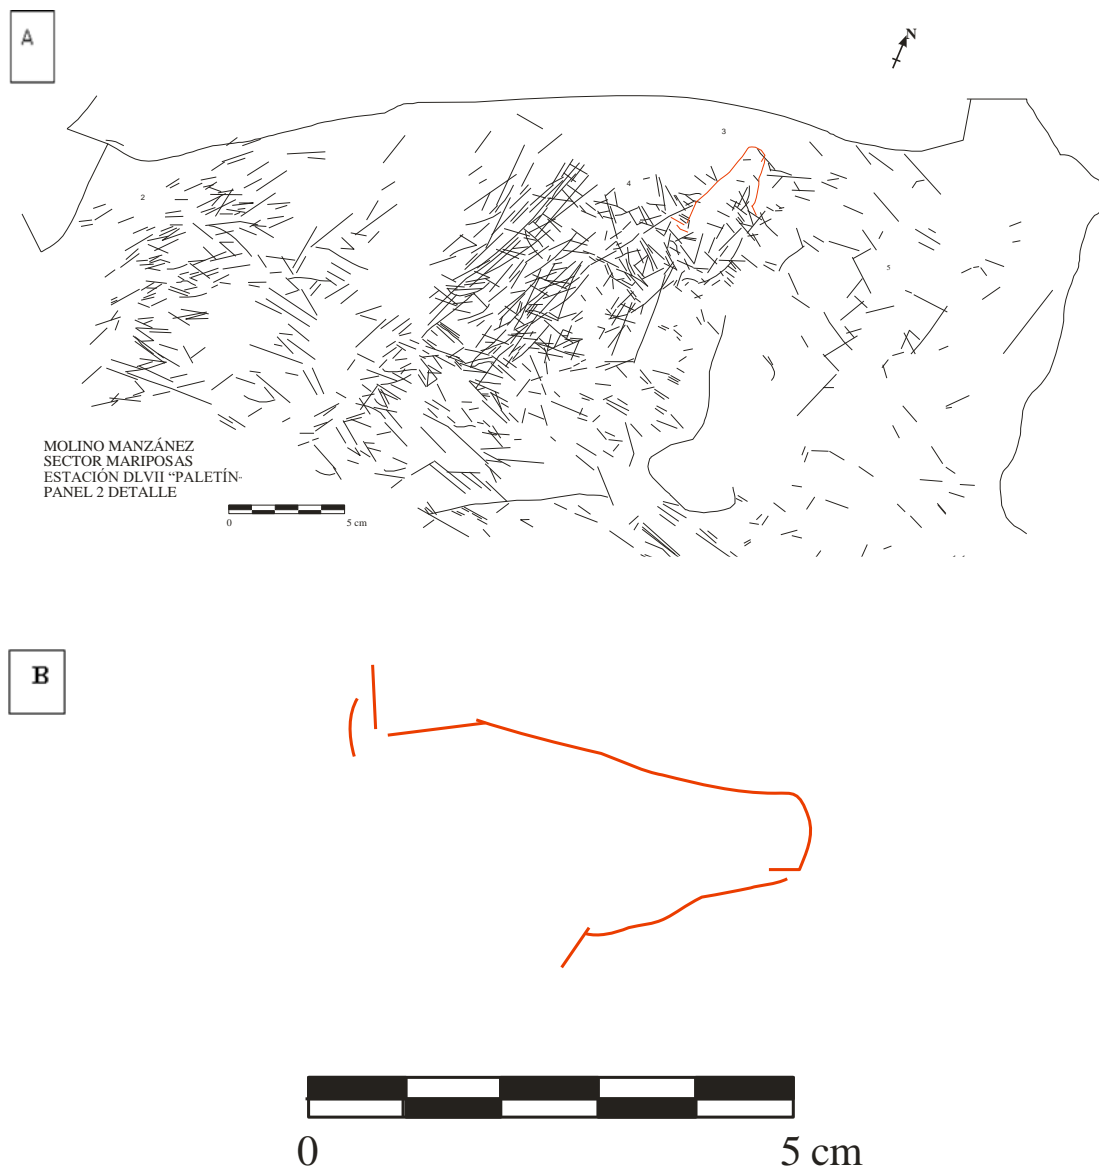 A
N
3
4
2
5
MOLINO MANZÁNEZ
SECTOR MARIPOSAS
ESTACIÓN DLVII “PALETÍN-
PANEL 2 DETALLE
0 5 cm
B
0 5 cm